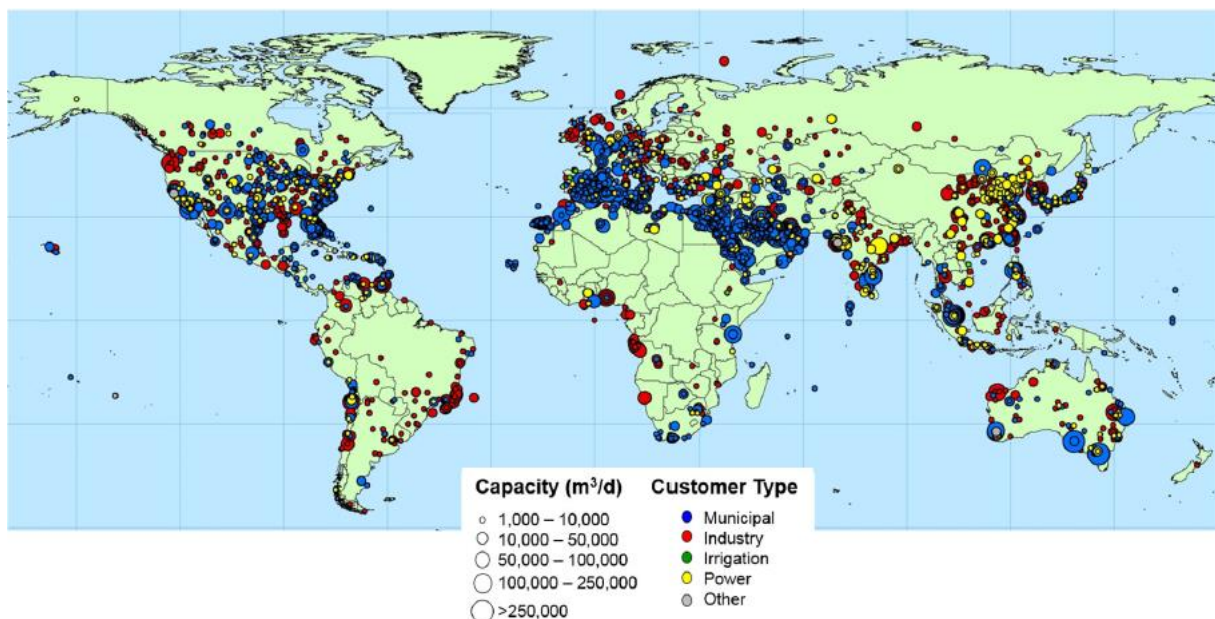 Capacity (m³/d)
1,000 – 10,000
10,000 – 50,000
50,000 – 100,000
100,000 – 250,000
>250,000
Customer Type
Municipal
Industry
Irrigation
Power
Other